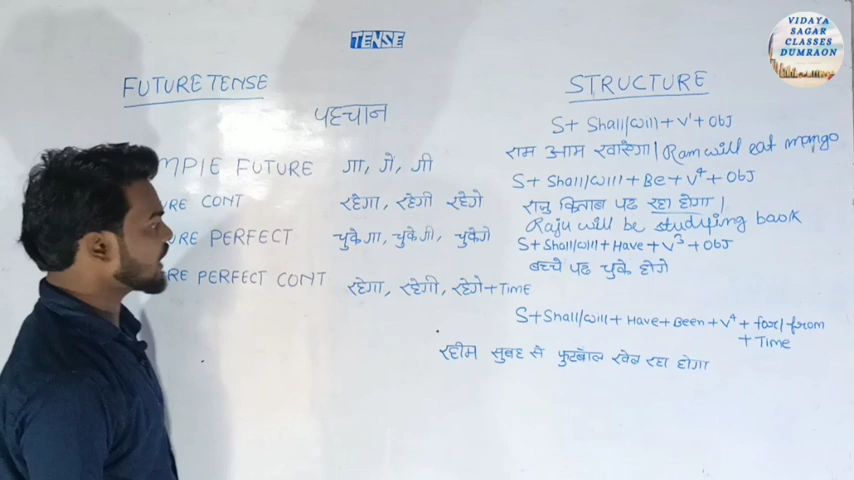 TENSE
VIDAYA
SAGAR
CLASSES
DUMRAON
FUTURE TENSE
STRUCTURE
पहचान
S+ Shall/will + V¹ + Obj
MPIE FUTURE गा, गे, गी
राम आम खाऐगा| Ram will eat mango
S + Shall/will + Be + V⁴ + Obj
URE CONT रहेगा, रहेगी रहेगे
राजु किताब पढ रहा होगा |
Raju will be studying book
URE PERFECT चुकेगा, चुकेगी, चुकेगे
S + Shall/will + Have + V³ + Obj
बच्चे पढ चुके होगे
URE PERFECT CONT रहेगा, रहेगी, रहेगे + TIME
S + Shall/will + Have + Been + V⁴ + for/from
+ Time
रहीम सुबह से फुटबोल खेल रहा होगा